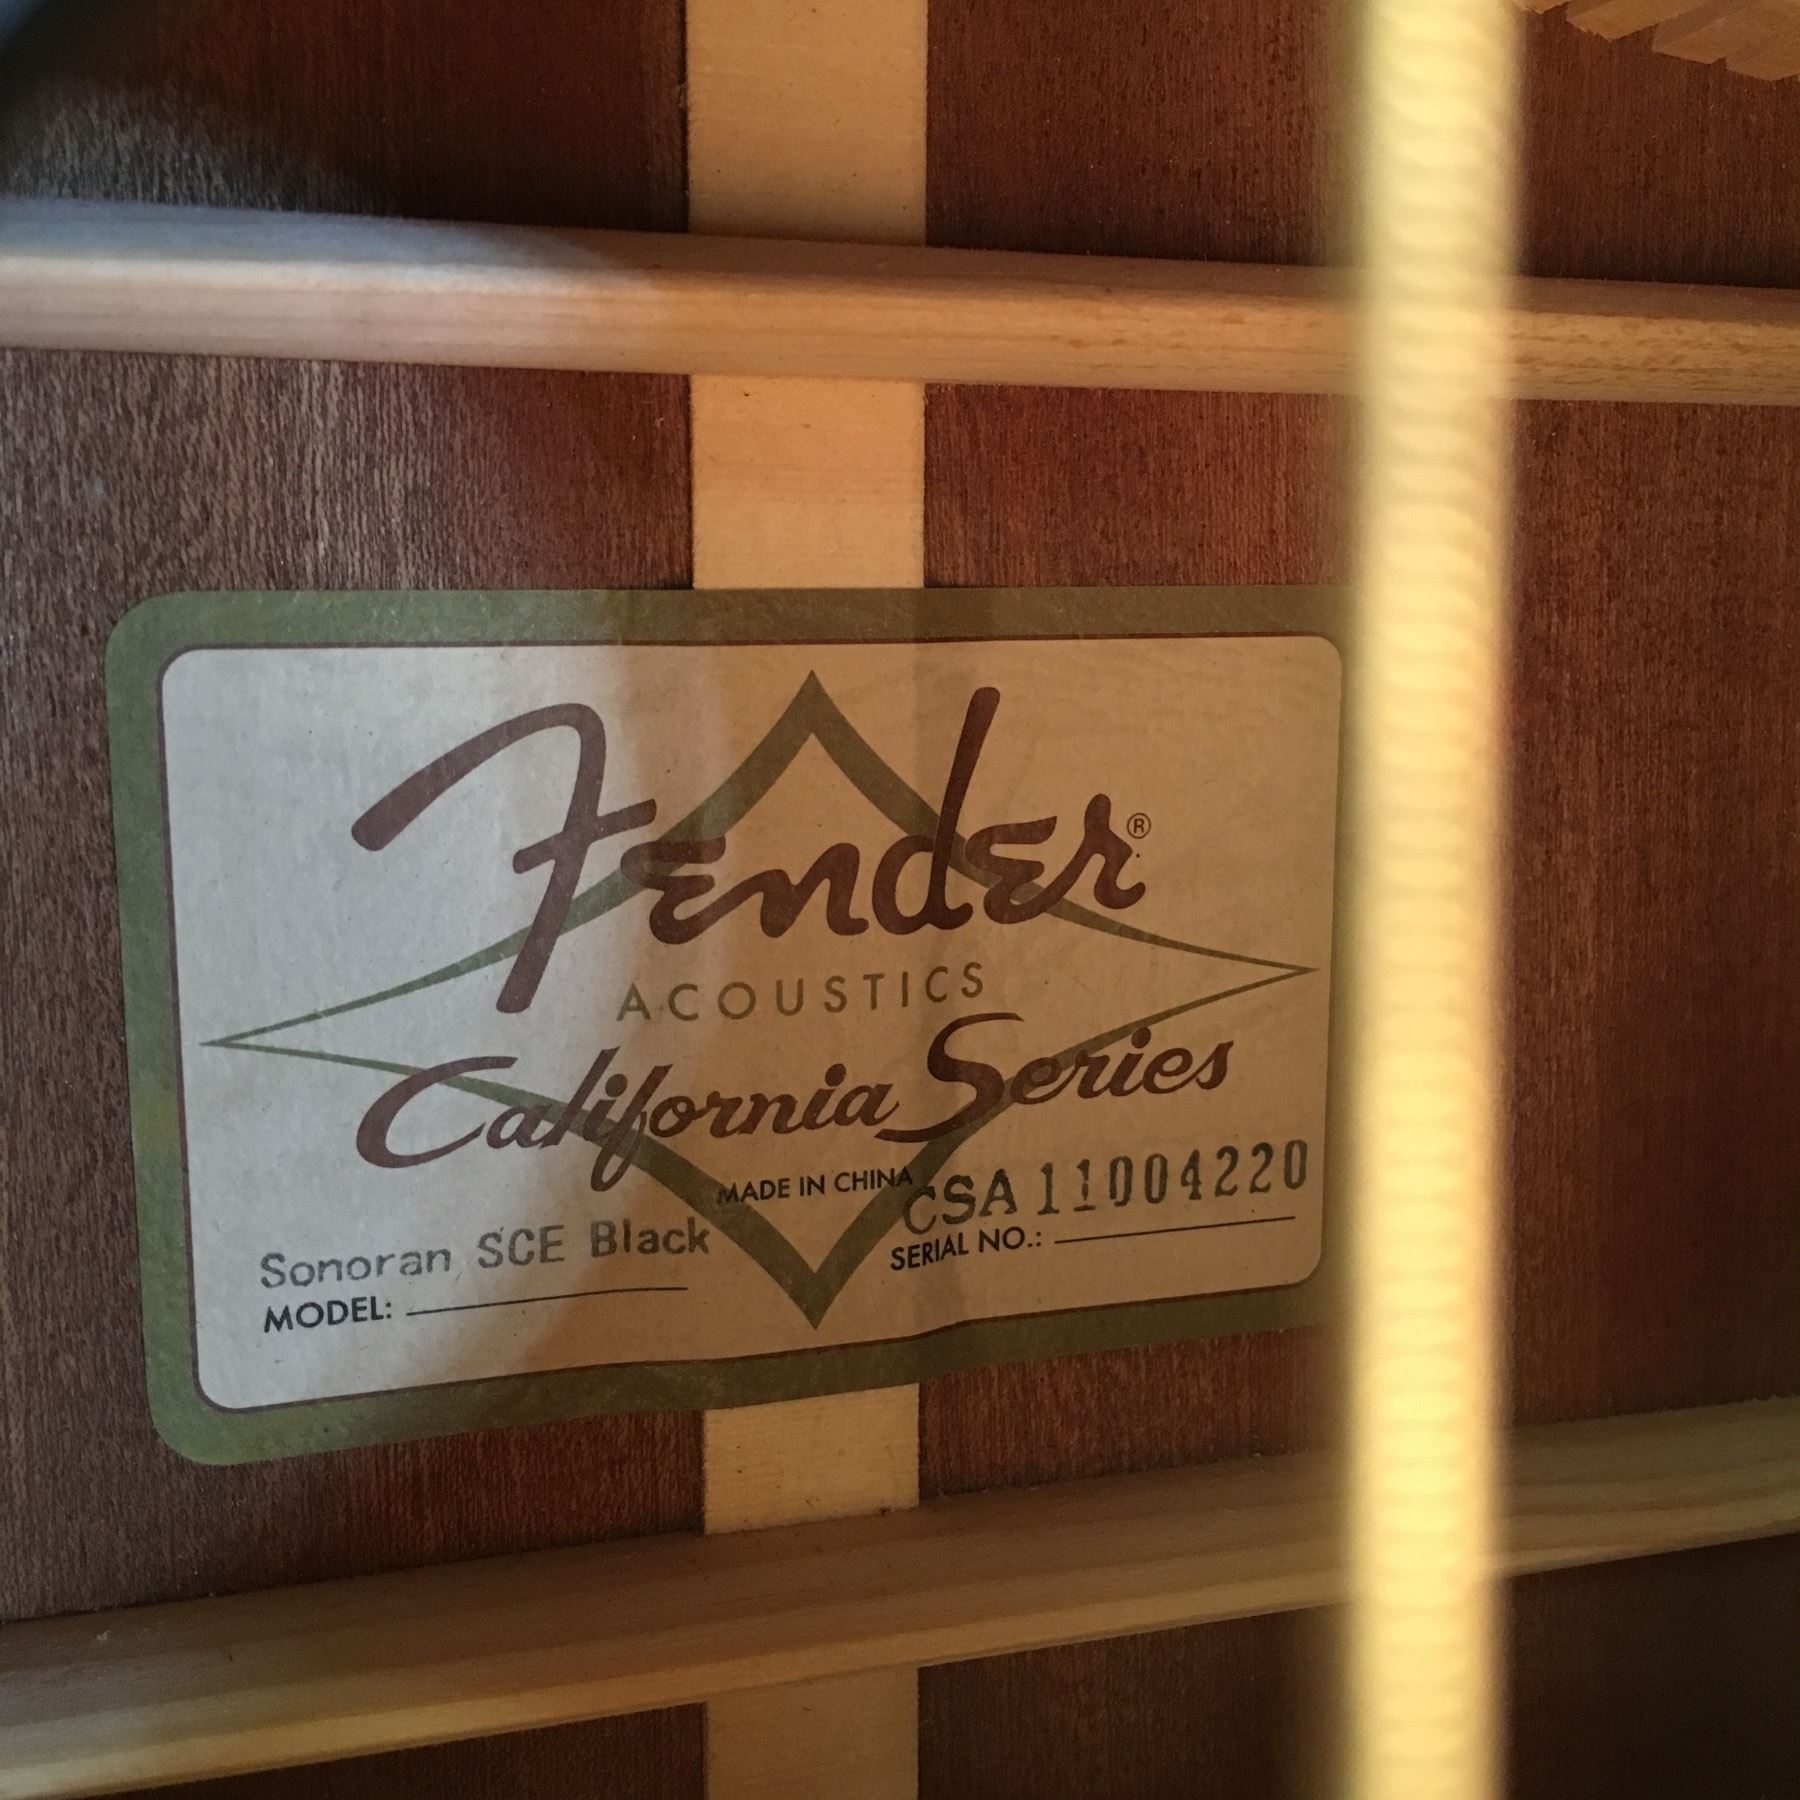 Fender®
ACOUSTICS
California Series
MADE IN CHINA
CSA 11004220
SERIAL NO.:
Sonoran SCE Black
MODEL: